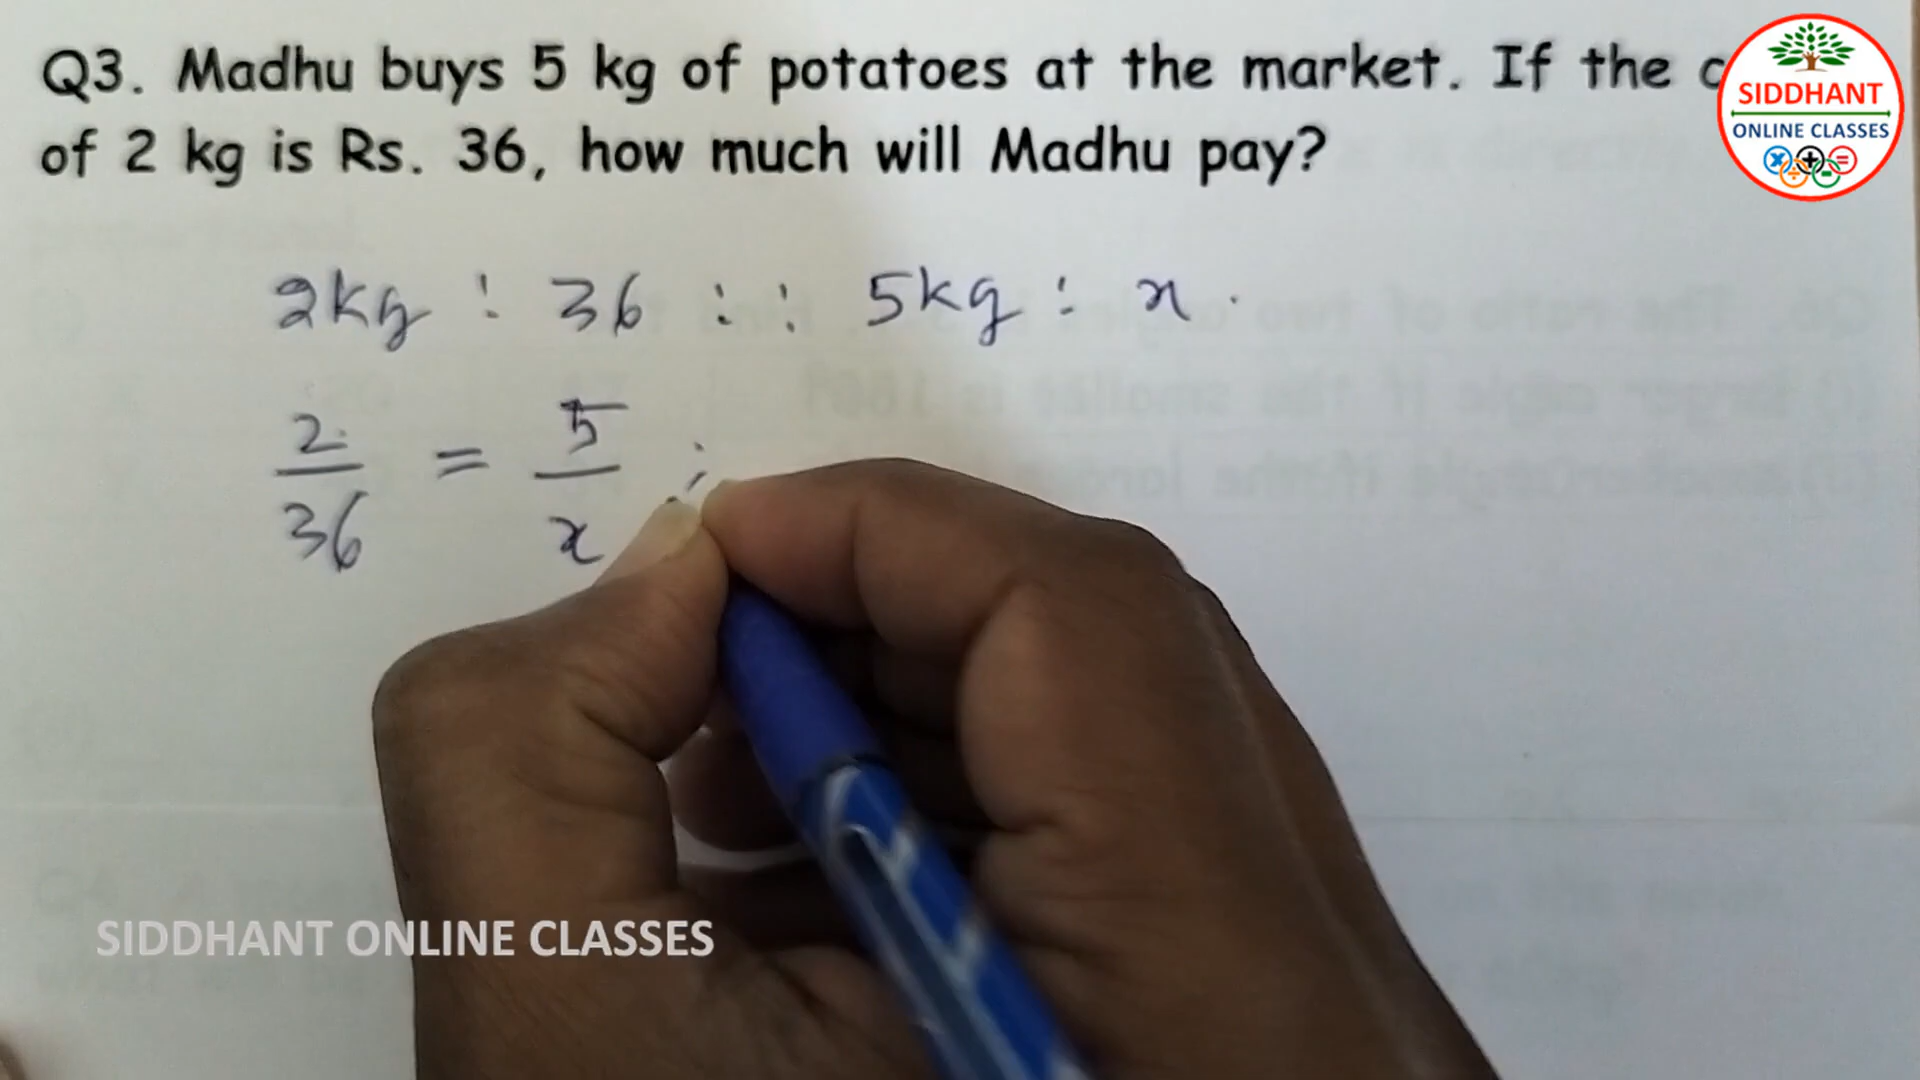 Q3. Madhu buys 5 kg of potatoes at the market. If the
of 2 kg is Rs. 36, how much will Madhu pay?
SIDDHANT
ONLINE CLASSES
2kg : 36 :: 5kg : x
2/36 = 5/x
SIDDHANT ONLINE CLASSES